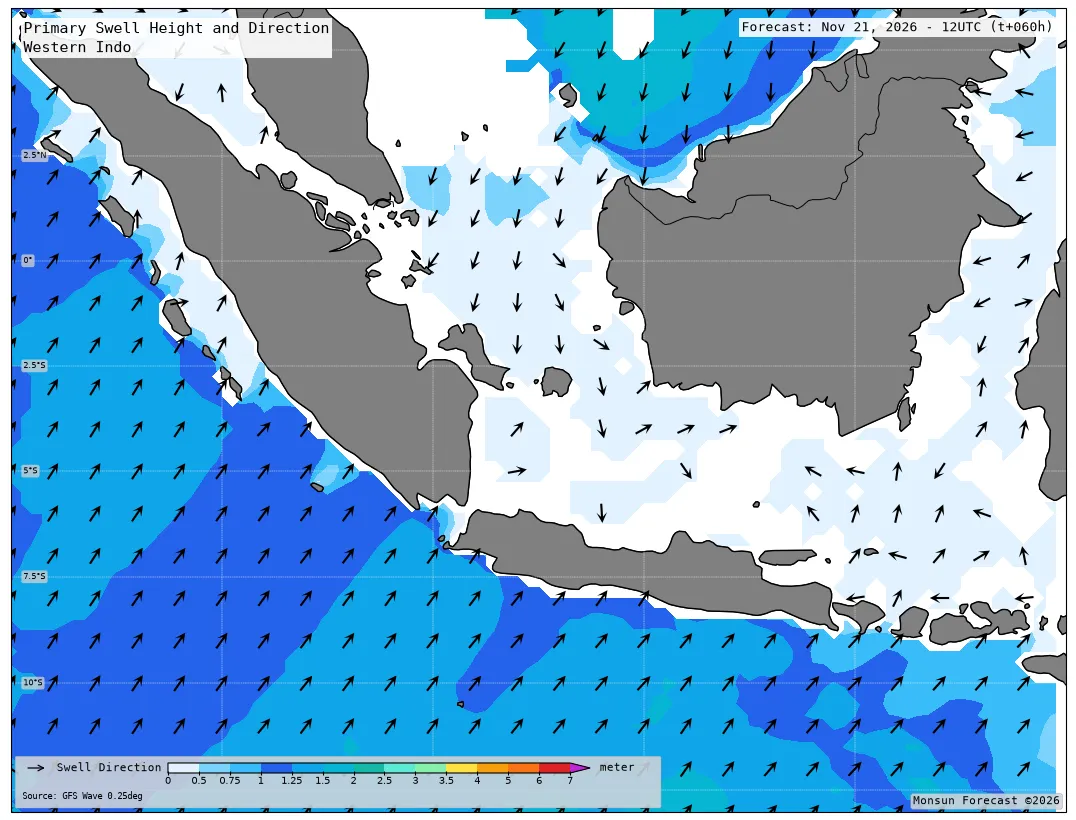 Primary Swell Height and Direction
Western Indo
Forecast: Nov 21, 2026 - 12UTC (t+060h)
2.5°N
0°
2.5°S
5°S
7.5°S
10°S
Swell Direction
meter
0 0.5 0.75 1 1.25 1.5 2 2.5 3 3.5 4 5 6 7
Source: GFS Wave 0.25deg
Monsun Forecast ©2026